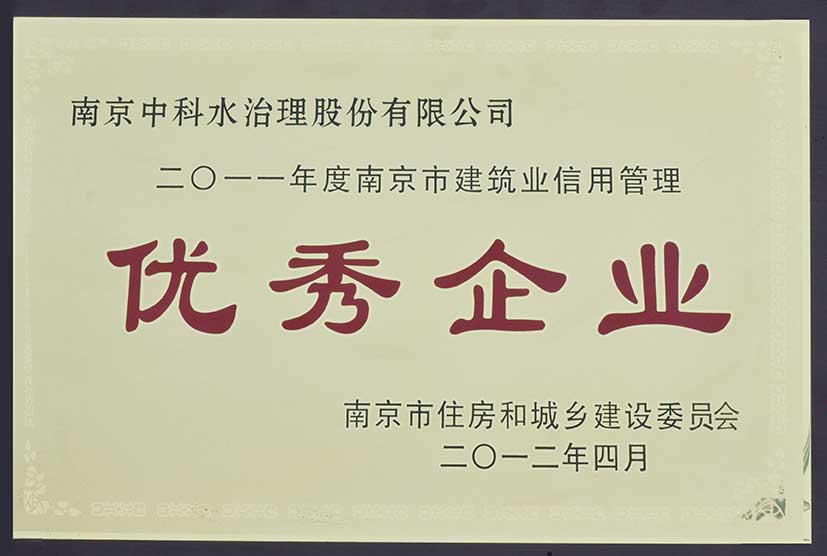 南京中科水治理股份有限公司
二〇一一年度南京市建筑业信用管理
优秀企业
南京市住房和城乡建设委员会
二〇一二年四月